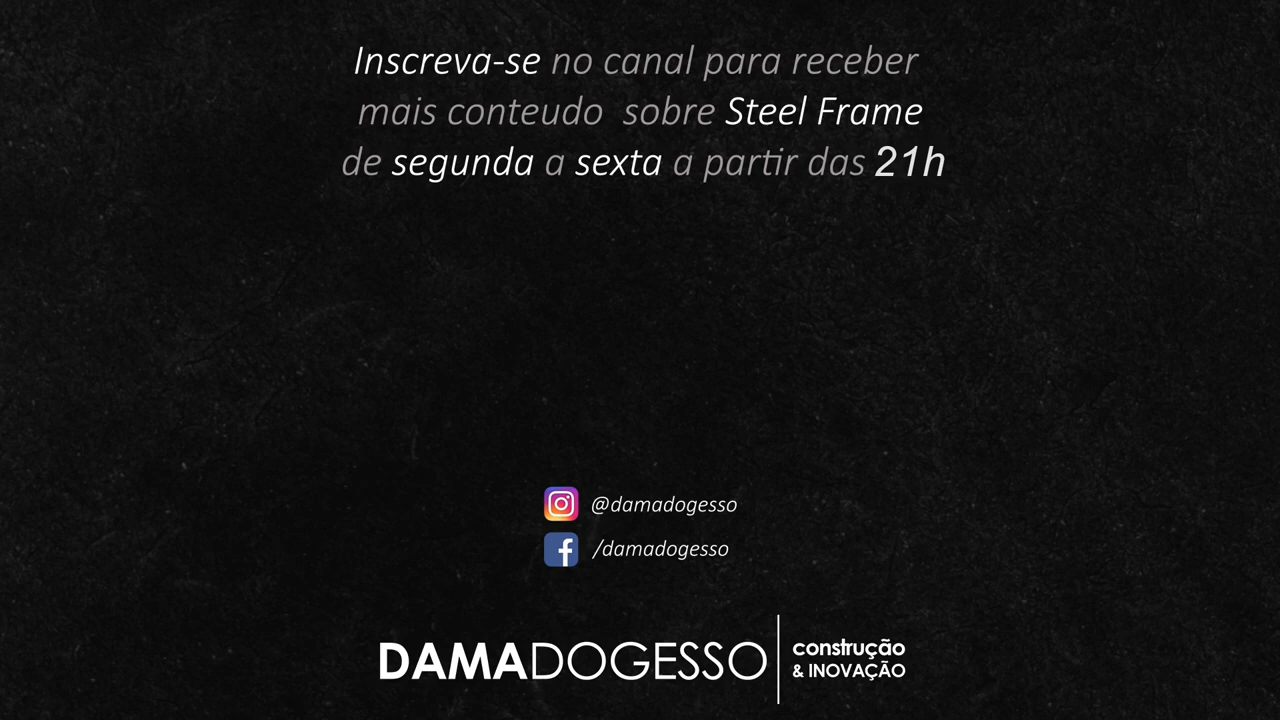 Inscreva-se no canal para receber
mais conteudo sobre Steel Frame
de segunda a sexta a partir das 21h
@damadogesso
/damadogesso
DAMADOGESSO
construção
& INOVAÇÃO